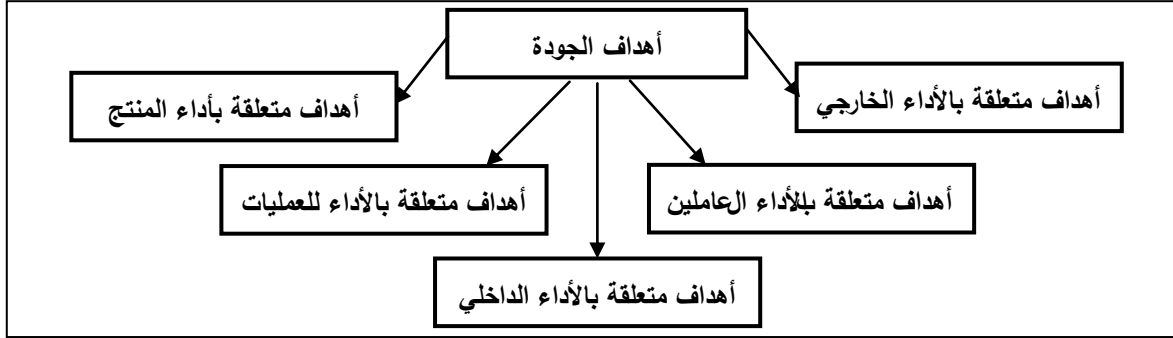 أهداف الجودة
أهداف متعلقة بالأداء الخارجي
أهداف متعلقة بأداء المنتج
أهداف متعلقة بالأداء العاملين
أهداف متعلقة بالأداء للعمليات
أهداف متعلقة بالأداء الداخلي